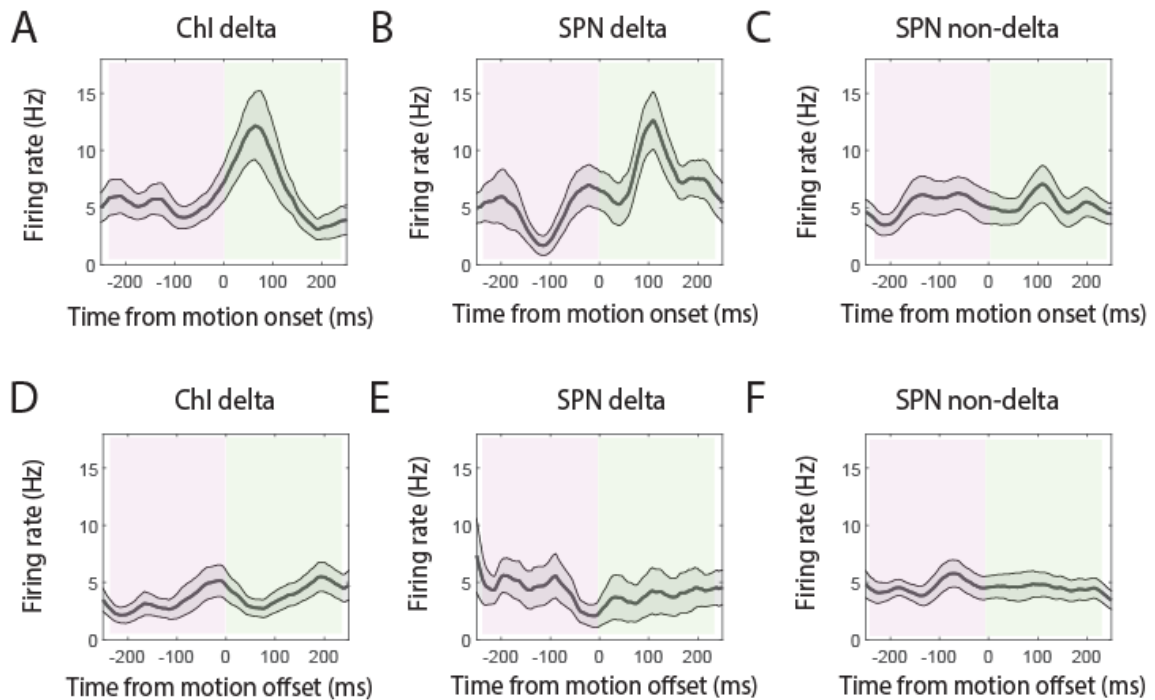 A
ChI delta
B
SPN delta
C
SPN non-delta
Firing rate (Hz)
15
10
5
0
-200 -100 0 100 200
Time from motion onset (ms)
Firing rate (Hz)
15
10
5
0
-200 -100 0 100 200
Time from motion onset (ms)
Firing rate (Hz)
15
10
5
0
-200 -100 0 100 200
Time from motion onset (ms)
D
ChI delta
E
SPN delta
F
SPN non-delta
Firing rate (Hz)
15
10
5
0
-200 -100 0 100 200
Time from motion offset (ms)
Firing rate (Hz)
15
10
5
0
-200 -100 0 100 200
Time from motion offset (ms)
Firing rate (Hz)
15
10
5
0
-200 -100 0 100 200
Time from motion offset (ms)